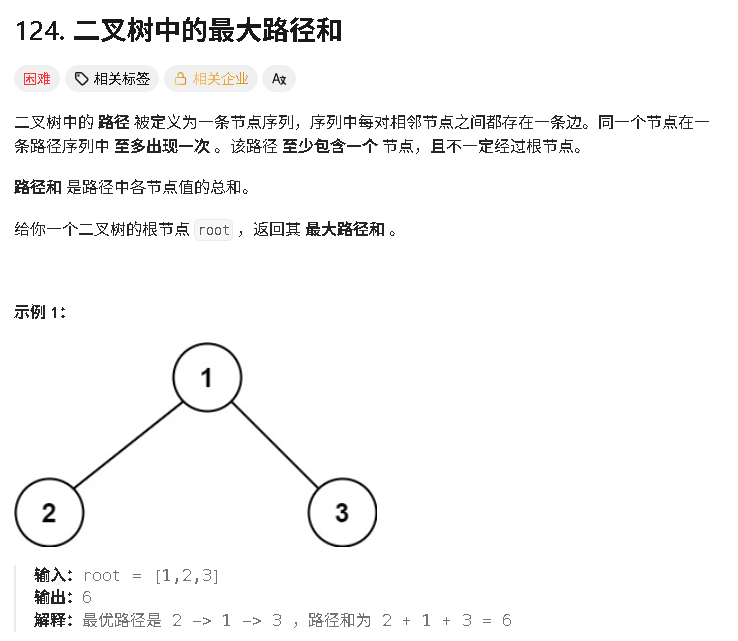 124. 二叉树中的最大路径和
困难 相关标签 相关企业 Aあ
二叉树中的 路径 被定义为一条节点序列，序列中每对相邻节点之间都存在一条边。同一个节点在一
条路径序列中 至多出现一次 。该路径 至少包含一个 节点，且不一定经过根节点。
路径和 是路径中各节点值的总和。
给你一个二叉树的根节点 root ，返回其 最大路径和 。
示例 1：
1
2 3
输入：root = [1,2,3]
输出：6
解释：最优路径是 2 -> 1 -> 3 ，路径和为 2 + 1 + 3 = 6